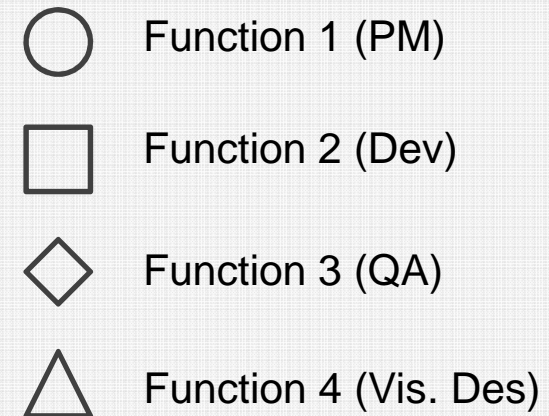 Function 1 (PM)
Function 2 (Dev)
Function 3 (QA)
Function 4 (Vis. Des)